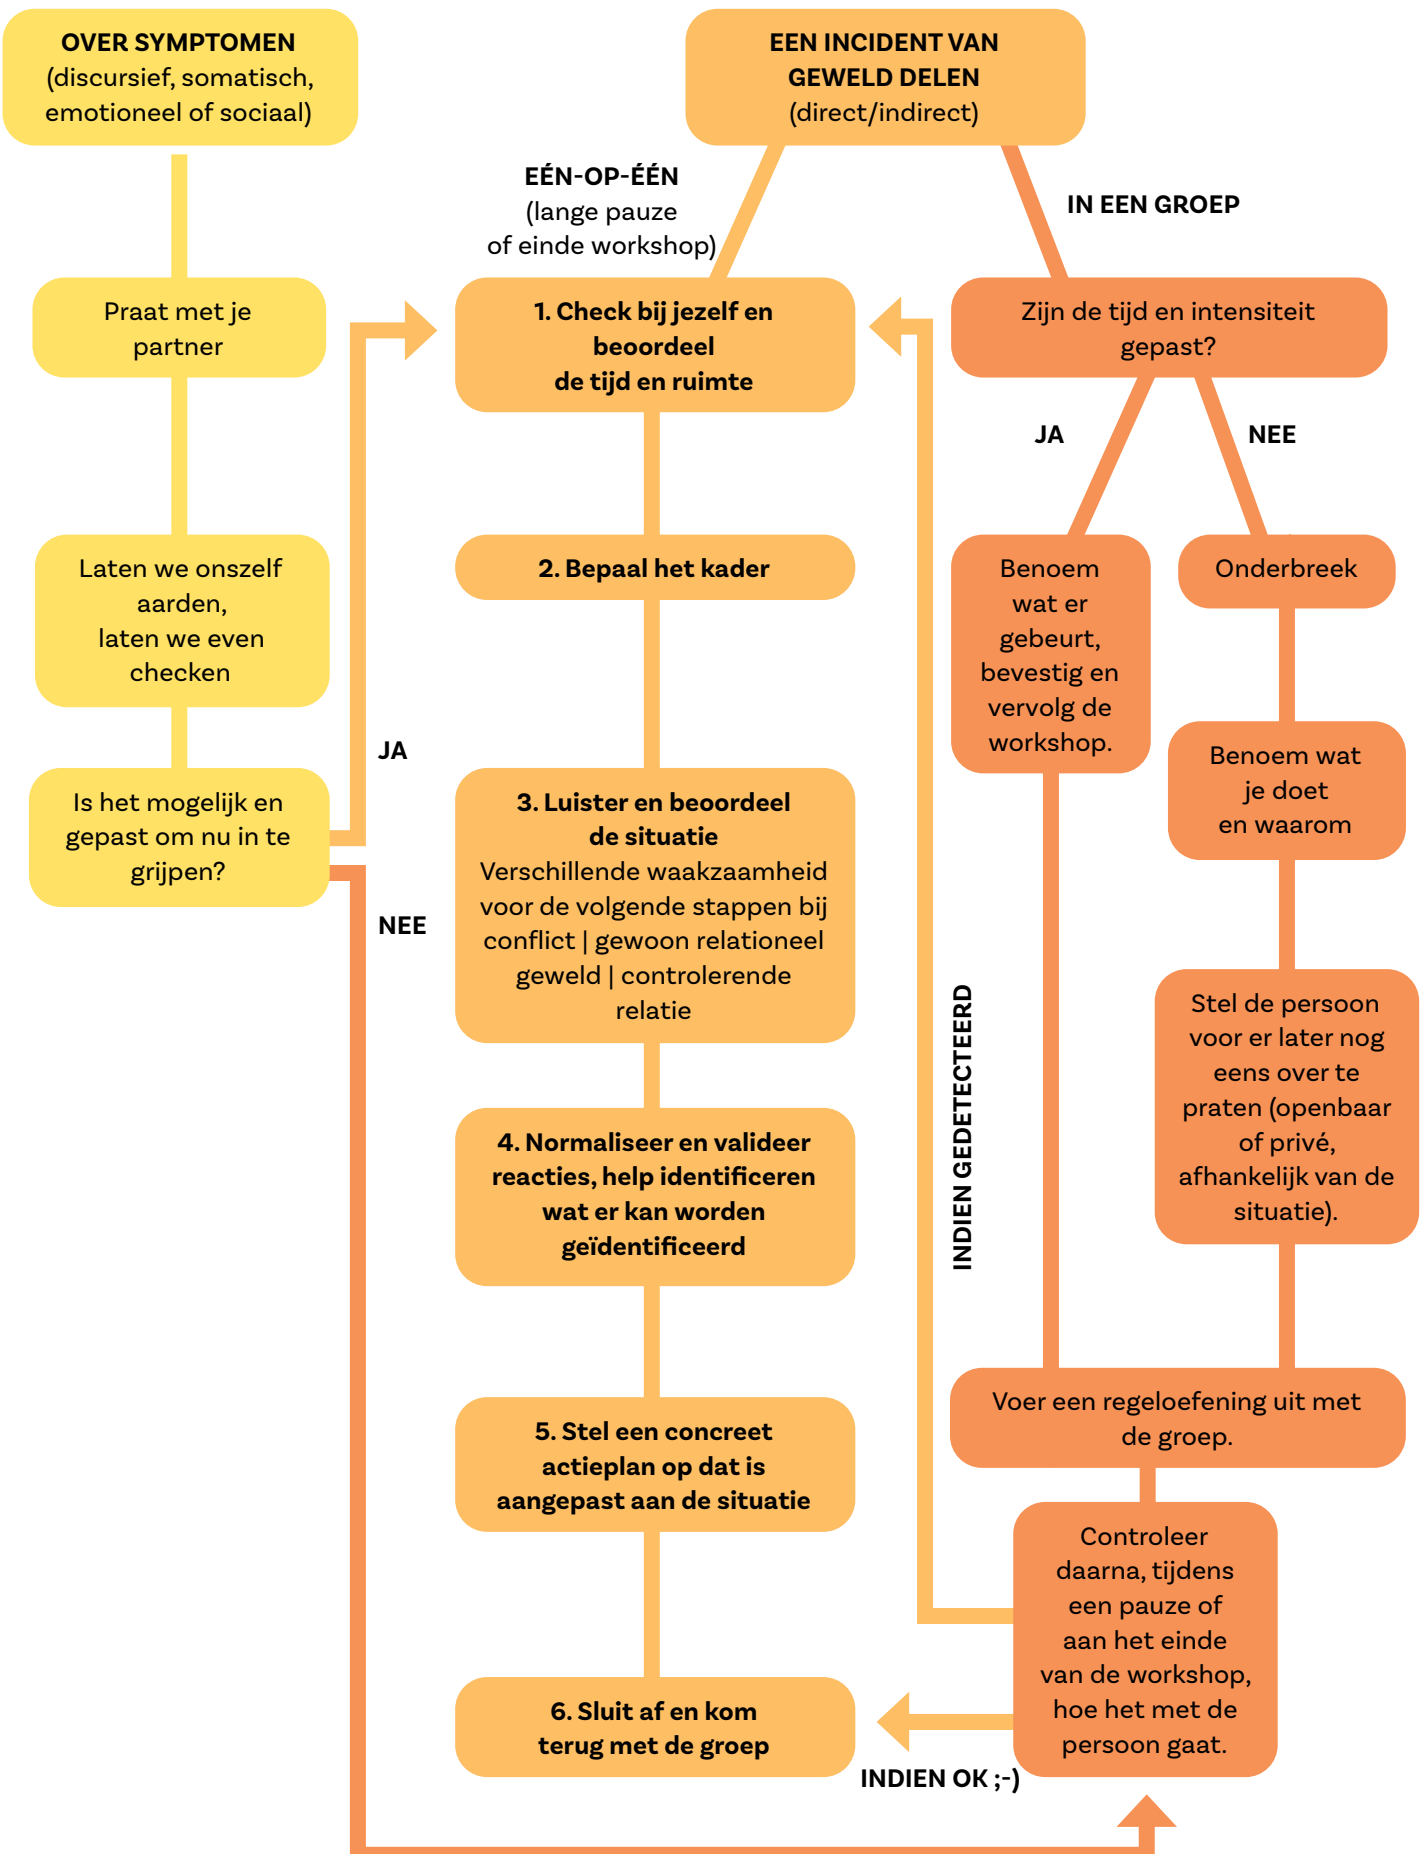 OVER SYMPTOMEN
(discursief, somatisch,
emotioneel of sociaal)
Praat met je
partner
Laten we onszelf
aarden,
laten we even
checken
Is het mogelijk en
gepast om nu in te
grijpen?
JA
NEE
EEN INCIDENT VAN
GEWELD DELEN
(direct/indirect)
EÉN-OP-ÉÉN
(lange pauze
of einde workshop)
1. Check bij jezelf en
beoordeel
de tijd en ruimte
2. Bepaal het kader
3. Luister en beoordeel
de situatie
Verschillende waakzaamheid
voor de volgende stappen bij
conflict | gewoon relationeel
geweld | controlerende
relatie
4. Normaliseer en valideer
reacties, help identificeren
wat er kan worden
geïdentificeerd
5. Stel een concreet
actieplan op dat is
aangepast aan de situatie
6. Sluit af en kom
terug met de groep
IN EEN GROEP
Zijn de tijd en intensiteit
gepast?
JA
NEE
Benoem
wat er
gebeurt,
bevestig en
vervolg de
workshop.
Onderbreek
Benoem wat
je doet
en waarom
Stel de persoon
voor er later nog
eens over te
praten (openbaar
of privé,
afhankelijk van de
situatie).
Voer een regeloefening uit met
de groep.
Controleer
daarna, tijdens
een pauze of
aan het einde
van de workshop,
hoe het met de
persoon gaat.
INDIEN GEDETECTEERD
INDIEN OK ;-)